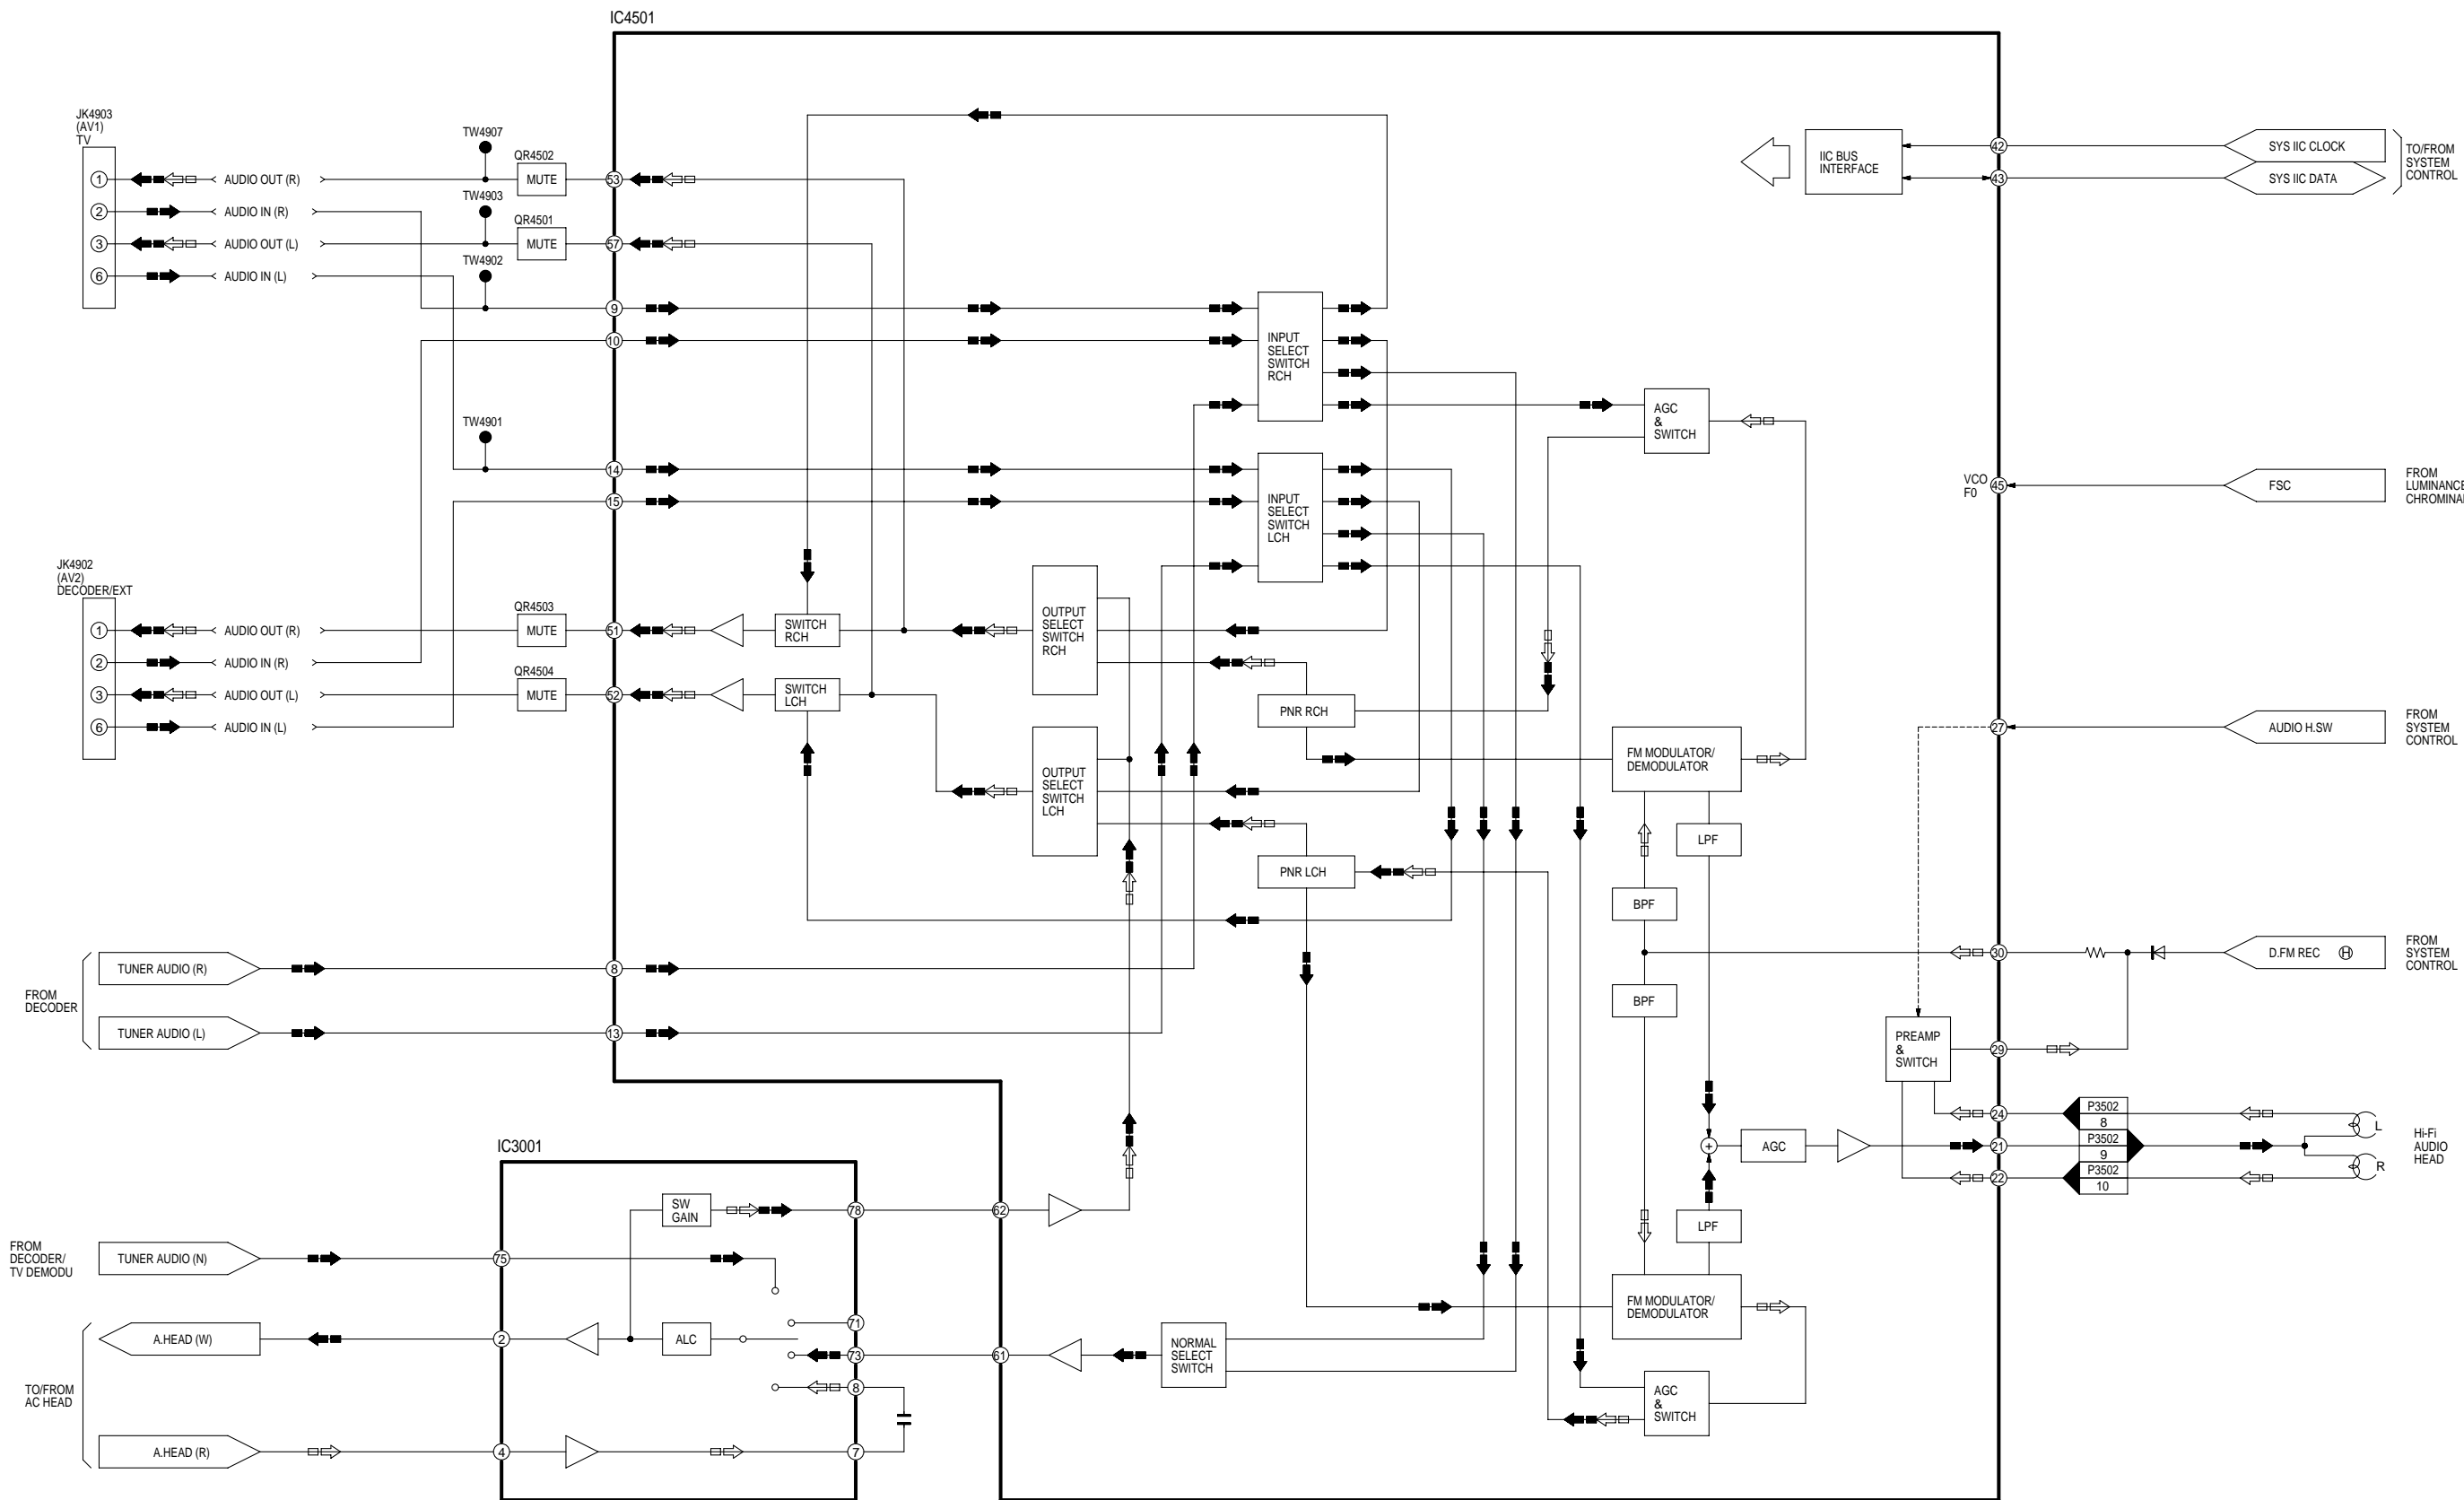 IC4501
JK4903
(AV1)
TV
1
AUDIO OUT (R)
2
AUDIO IN (R)
3
AUDIO OUT (L)
6
AUDIO IN (L)
TW4907
TW4903
TW4902
TW4901
QR4502
MUTE
QR4501
MUTE
53
57
9
10
14
15
INPUT
SELECT
SWITCH
RCH
INPUT
SELECT
SWITCH
LCH
AGC
&
SWITCH
IIC BUS
INTERFACE
42
43
SYS IIC CLOCK
SYS IIC DATA
TO/FROM
SYSTEM
CONTROL
VCO
F0
45
FSC
FROM
LUMINANCE
JK4902
(AV2)
DECODER/EXT
1
AUDIO OUT (R)
2
AUDIO IN (R)
3
AUDIO OUT (L)
6
AUDIO IN (L)
QR4503
MUTE
QR4504
MUTE
51
52
SWITCH
RCH
SWITCH
LCH
OUTPUT
SELECT
SWITCH
RCH
OUTPUT
SELECT
SWITCH
LCH
PNR RCH
PNR LCH
FM MODULATOR/
DEMODULATOR
LPF
BPF
BPF
27
AUDIO H.SW
FROM
SYSTEM
CONTROL
30
D.FM REC H
FROM
SYSTEM
CONTROL
FROM
DECODER
TUNER AUDIO (R)
8
TUNER AUDIO (L)
13
PREAMP
&
SWITCH
29
24
21
22
P3502
8
P3502
9
P3502
10
L
R
Hi-Fi
AUDIO
HEAD
+
AGC
LPF
FM MODULATOR/
DEMODULATOR
AGC
&
SWITCH
NORMAL
SELECT
SWITCH
62
61
IC3001
SW
GAIN
78
75
71
73
8
7
2
4
ALC
FROM
DECODER/
TV DEMODU
TUNER AUDIO (N)
A.HEAD (W)
TO/FROM
AC HEAD
A.HEAD (R)